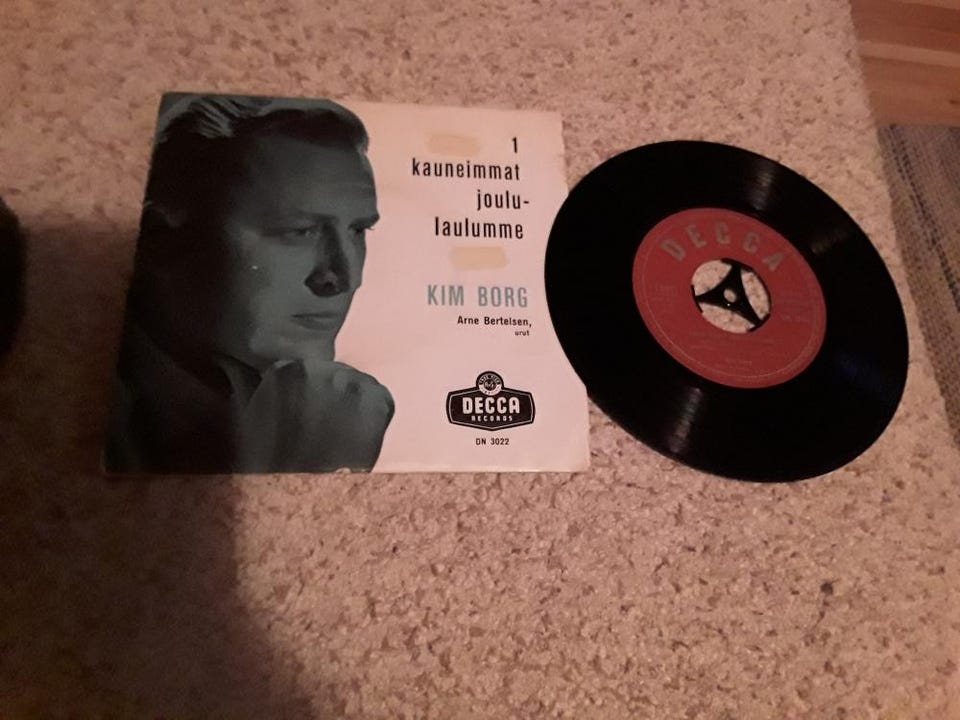 1
kauneimmat
joulu-
laulumme
KIM BORG
Arne Bertelsen,
urut
DECCA
RECORDS
DN 3022
DECCA